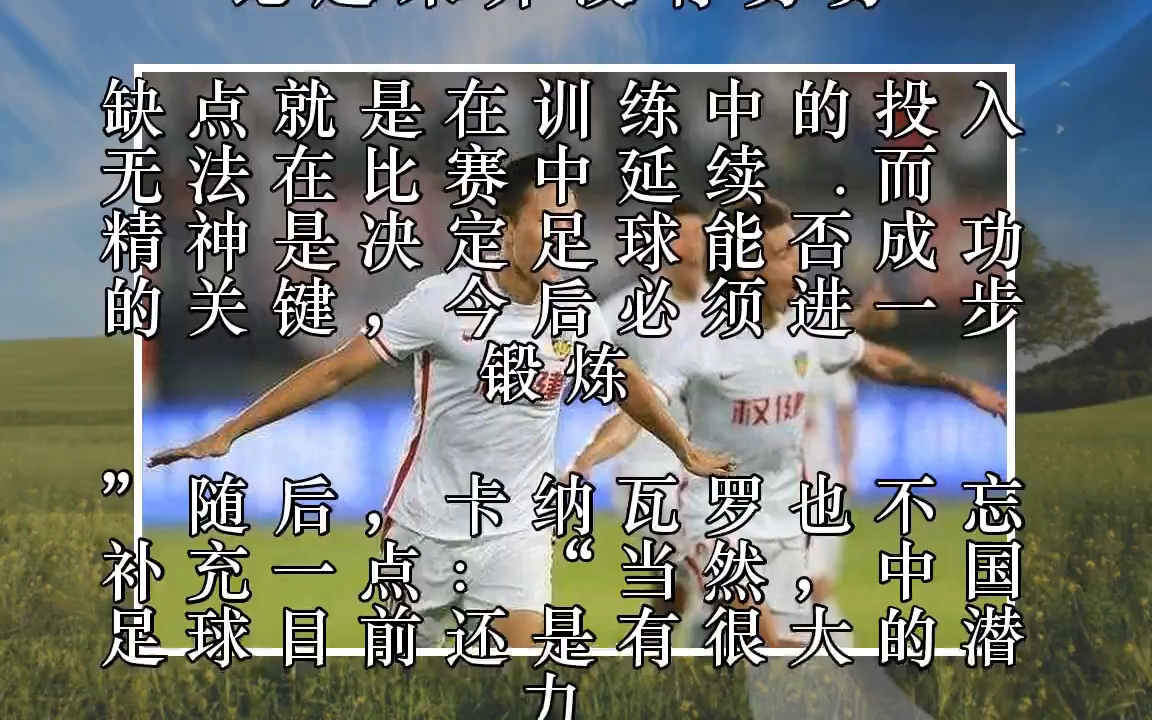 缺点就是在训练中的投入
无法在比赛中延续 .而
精神是决定足球能否成功
的关键，今后必须进一步
锻炼
” 随后，卡纳瓦罗也不忘
补充一点：“当然，中国
足球目前还是有很大的潜
力
权健